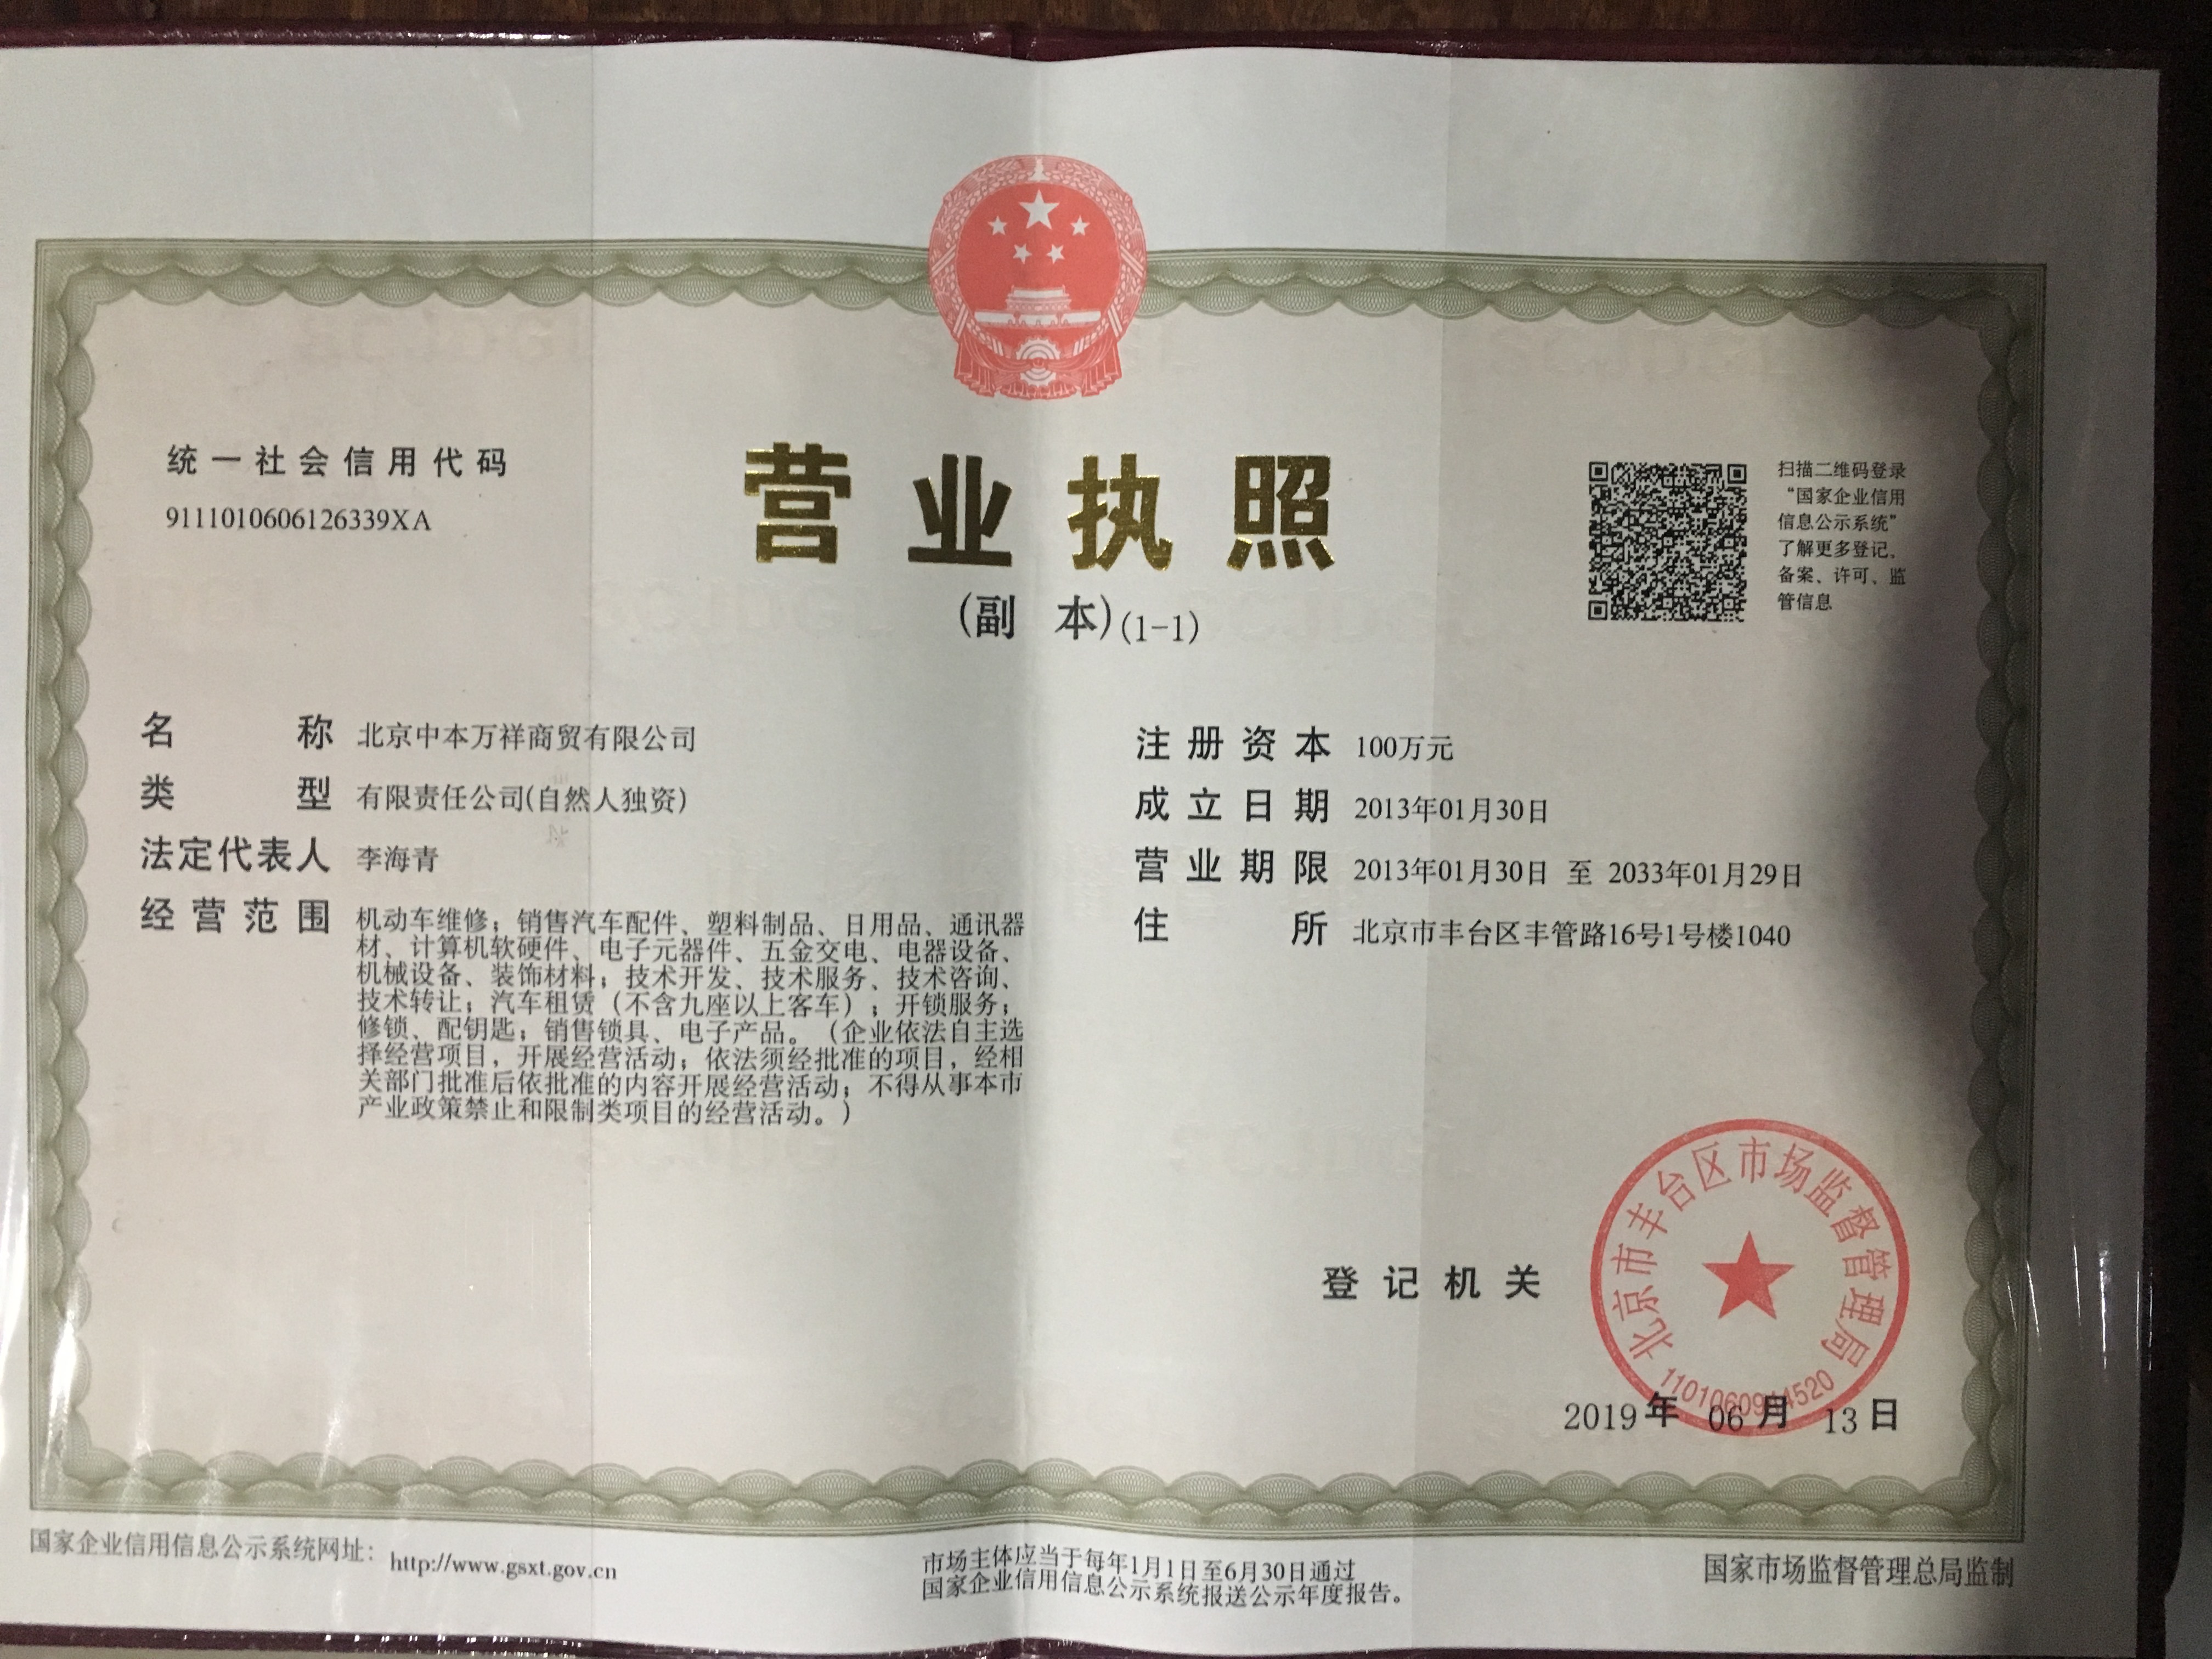 统一社会信用代码
9111010606126339XA
营业执照
(副 本)(1-1)
扫描二维码登录
“国家企业信用
信息公示系统”
了解更多登记、
备案、许可、监
管信息
名 称 北京中本万祥商贸有限公司
类 型 有限责任公司(自然人独资)
法定代表人 李海青
经营范围 机动车维修；销售汽车配件、塑料制品、日用品、通讯器
材、计算机软硬件、电子元器件、五金交电、电器设备、
机械设备、装饰材料；技术开发、技术服务、技术咨询、
技术转让；汽车租赁（不含九座以上客车）；开锁服务；
修锁、配钥匙；销售锁具、电子产品。（企业依法自主选
择经营项目，开展经营活动；依法须经批准的项目，经相
关部门批准后依批准的内容开展经营活动；不得从事本市
产业政策禁止和限制类项目的经营活动。）
注册资本 100万元
成立日期 2013年01月30日
营业期限 2013年01月30日 至 2033年01月29日
住 所 北京市丰台区丰管路16号1号楼1040
登记机关
北京市丰台区市场监督管理局
2019年 06月 13日
国家企业信用信息公示系统网址：http://www.gsxt.gov.cn
市场主体应当于每年1月1日至6月30日通过
国家企业信用信息公示系统报送公示年度报告。
国家市场监督管理总局监制